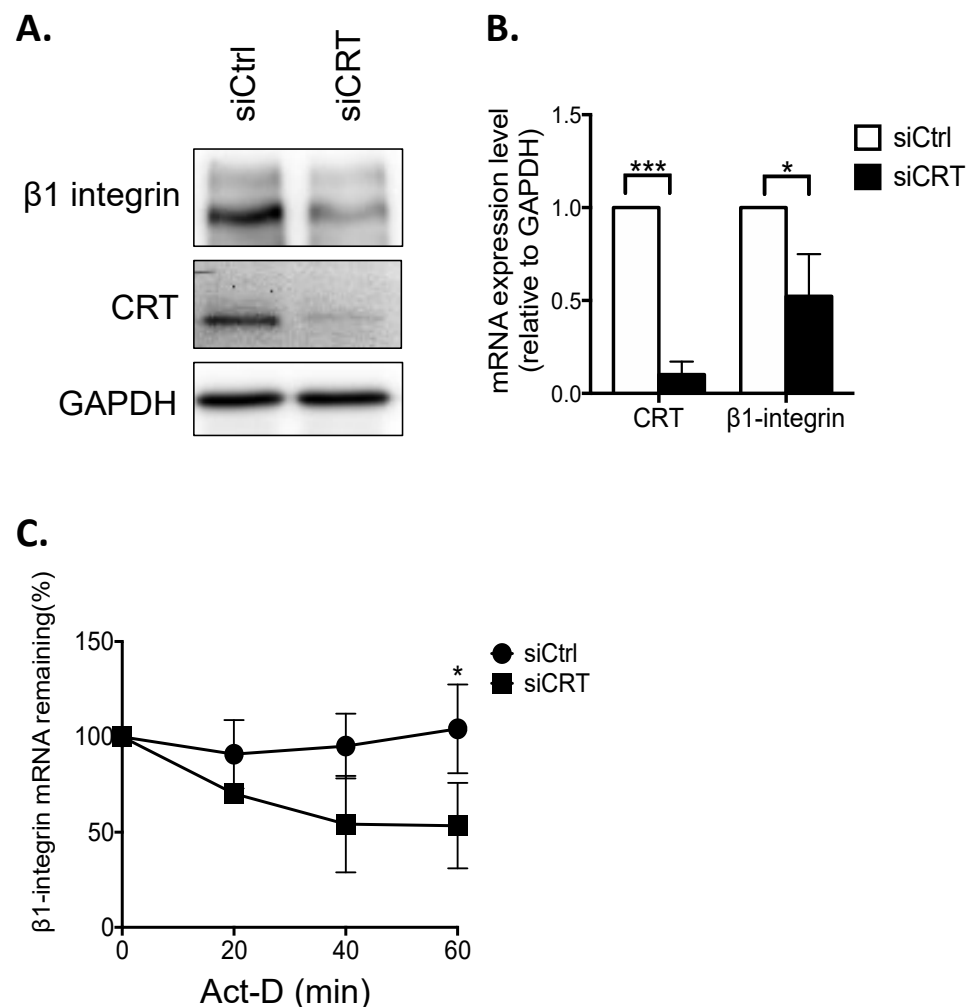 A.
siCtrl
siCRT
β1 integrin
CRT
GAPDH
B.
mRNA expression level
(relative to GAPDH)
1.5
1.0
0.5
0.0
***
*
CRT
β1-integrin
siCtrl
siCRT
C.
β1-integrin mRNA remaining(%)
150
100
50
0
*
0
20
40
60
Act-D (min)
siCtrl
siCRT